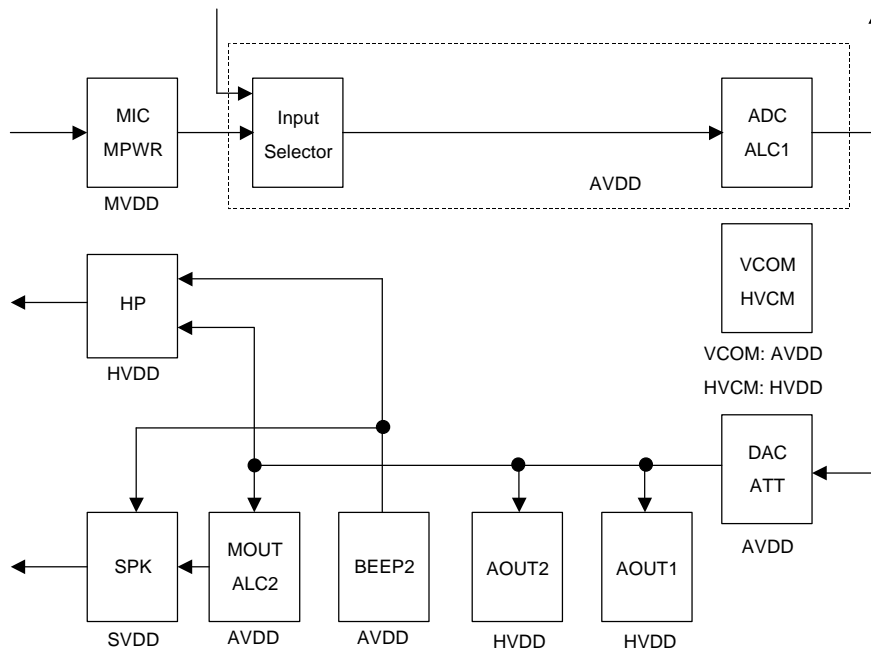 MIC
MPWR
MVDD
Input
Selector
ADC
ALC1
AVDD
VCOM
HVCM
VCOM: AVDD
HVCM: HVDD
HP
HVDD
DAC
ATT
AVDD
SPK
SVDD
MOUT
ALC2
AVDD
BEEP2
AVDD
AOUT2
HVDD
AOUT1
HVDD